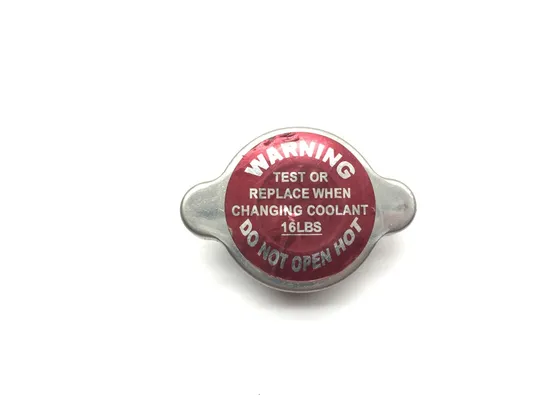 WARNING
TEST OR
REPLACE WHEN
CHANGING COOLANT
16LBS
DO NOT OPEN HOT